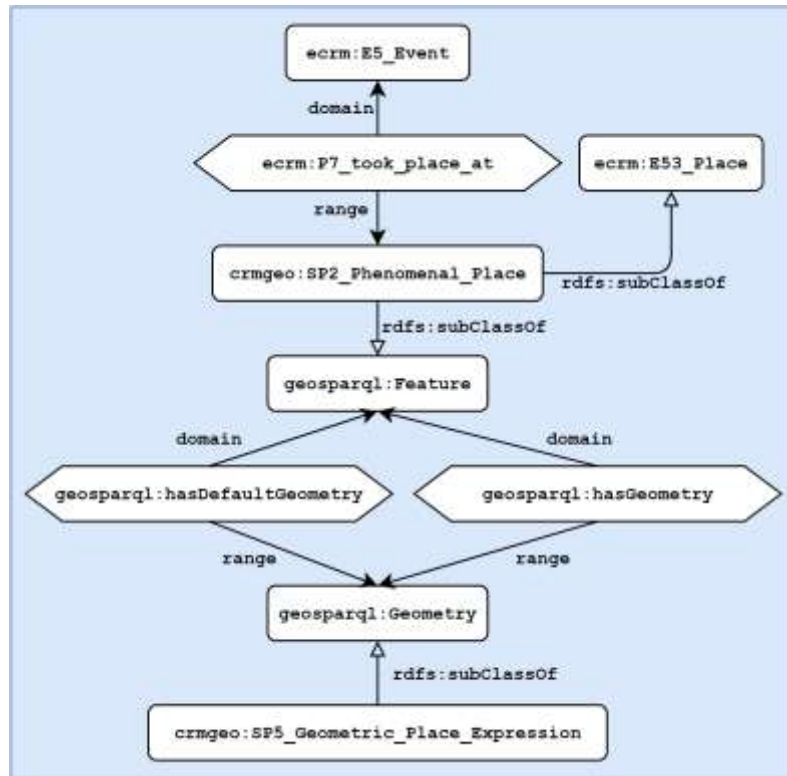 ecrm:E5_Event
domain
ecrm:P7_took_place_at
ecrm:E53_Place
range
crmgeo:SP2_Phenomenal_Place
rdfs:subClassOf
rdfs:subClassOf
geosparql:Feature
domain
domain
geosparql:hasDefaultGeometry
geosparql:hasGeometry
range
range
geosparql:Geometry
rdfs:subClassOf
crmgeo:SP5_Geometric_Place_Expression